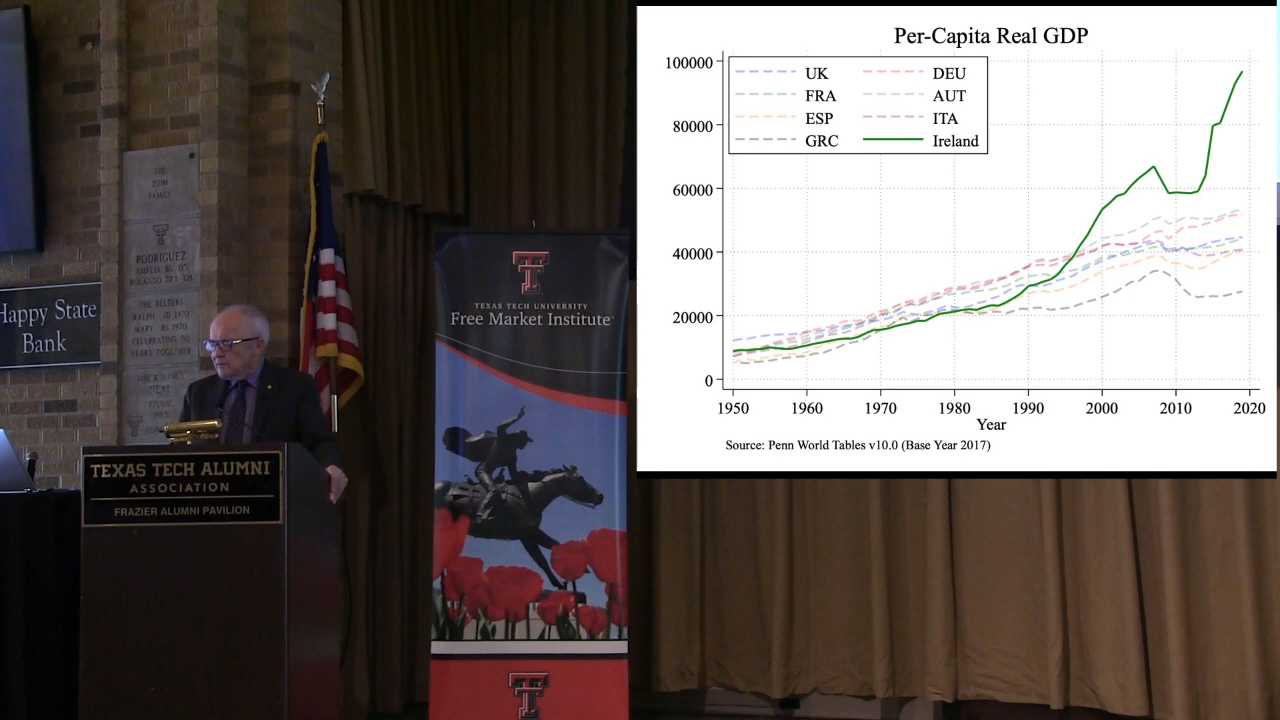 THE
ISOM
FAMILY
RODRIGUEZ
THE BELTERS
CELEBRATING 50
YEARS TOGETHER
Happy State
Bank
TEXAS TECH ALUMNI
ASSOCIATION
FRAZIER ALUMNI PAVILION
TEXAS TECH UNIVERSITY
Free Market Institute
Per-Capita Real GDP
100000
80000
60000
40000
20000
0
UK
DEU
FRA
AUT
ESP
ITA
GRC
Ireland
1950 1960 1970 1980 1990 2000 2010 2020
Year
Source: Penn World Tables v10.0 (Base Year 2017)